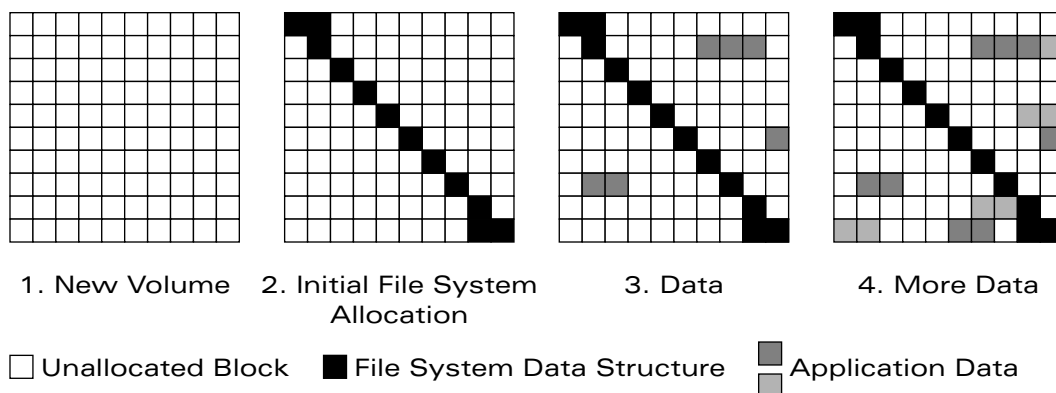 1. New Volume
2. Initial File System
Allocation
3. Data
4. More Data
Unallocated Block
File System Data Structure
Application Data